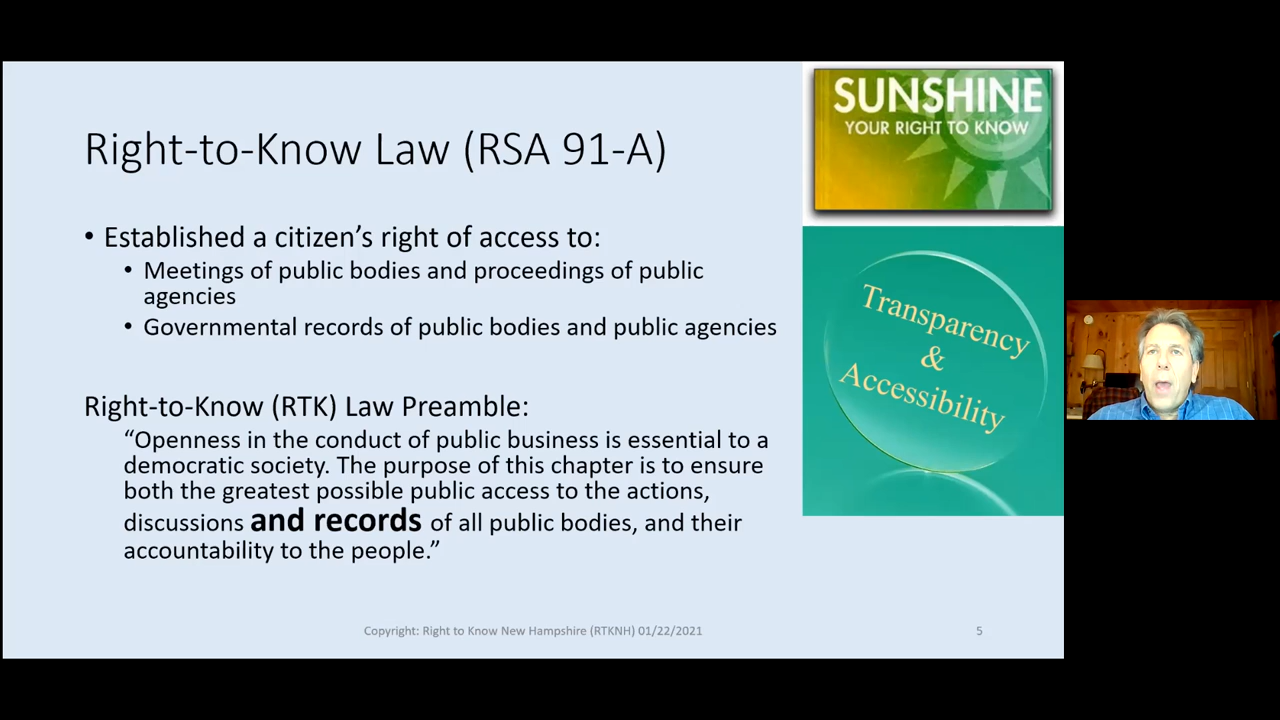 SUNSHINE
YOUR RIGHT TO KNOW
Right-to-Know Law (RSA 91-A)
• Established a citizen’s right of access to:
• Meetings of public bodies and proceedings of public
agencies
• Governmental records of public bodies and public agencies
Transparency
&
Accessibility
Right-to-Know (RTK) Law Preamble:
“Openness in the conduct of public business is essential to a
democratic society. The purpose of this chapter is to ensure
both the greatest possible public access to the actions,
discussions and records of all public bodies, and their
accountability to the people.”
Copyright: Right to Know New Hampshire (RTKNH) 01/22/2021
5